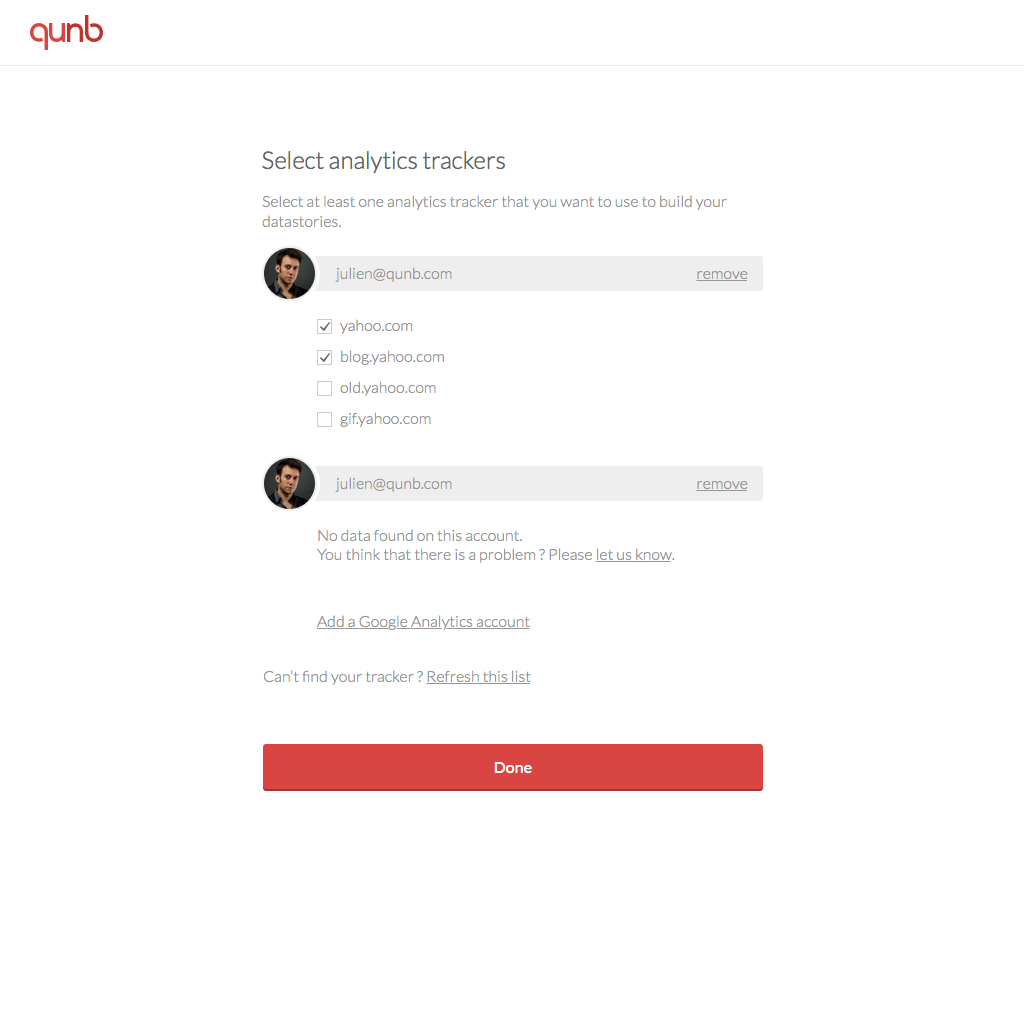 qunb
Select analytics trackers
Select at least one analytics tracker that you want to use to build your
datastories.
julien@qunb.com remove
yahoo.com
blog.yahoo.com
old.yahoo.com
gif.yahoo.com
julien@qunb.com remove
No data found on this account.
You think that there is a problem ? Please let us know.
Add a Google Analytics account
Can't find your tracker ? Refresh this list
Done